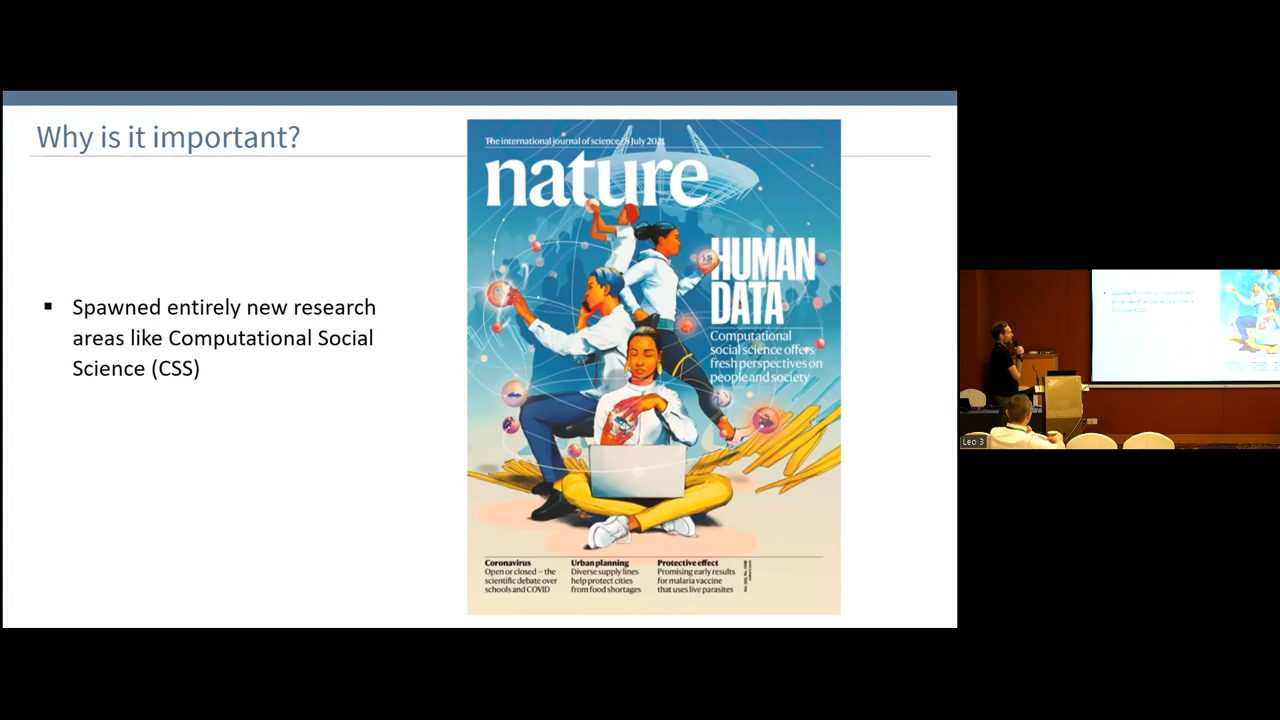 Why is it important?
Spawned entirely new research
areas like Computational Social
Science (CSS)
The international journal of science / 8 July 2021
nature
HUMAN
DATA
Computational
social science offers
fresh perspectives on
people and society
Coronavirus
Open or closed – the
scientific debate over
schools and COVID
Urban planning
Diverse supply lines
help protect cities
from food shortages
Protective effect
Promising early results
for malaria vaccine
that uses live parasites
Leo 3